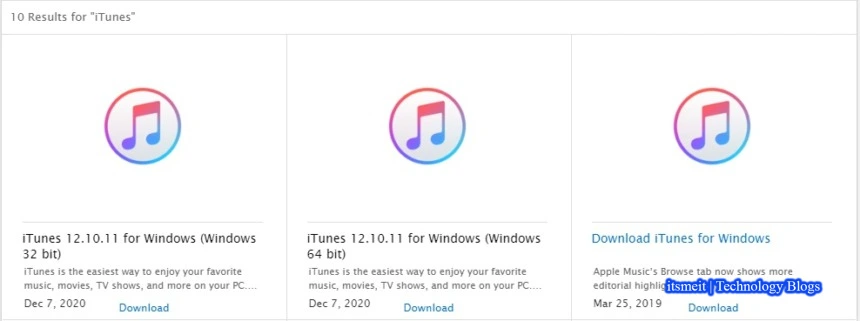 10 Results for "iTunes"
iTunes 12.10.11 for Windows (Windows
32 bit)
iTunes is the easiest way to enjoy your favorite
music, movies, TV shows, and more on your PC....
Dec 7, 2020
Download
iTunes 12.10.11 for Windows (Windows
64 bit)
iTunes is the easiest way to enjoy your favorite
music, movies, TV shows, and more on your PC....
Dec 7, 2020
Download
Download iTunes for Windows
Apple Music's Browse tab now shows more
editorial
itsmeit | Technology Blogs
Mar 25, 2019
Download